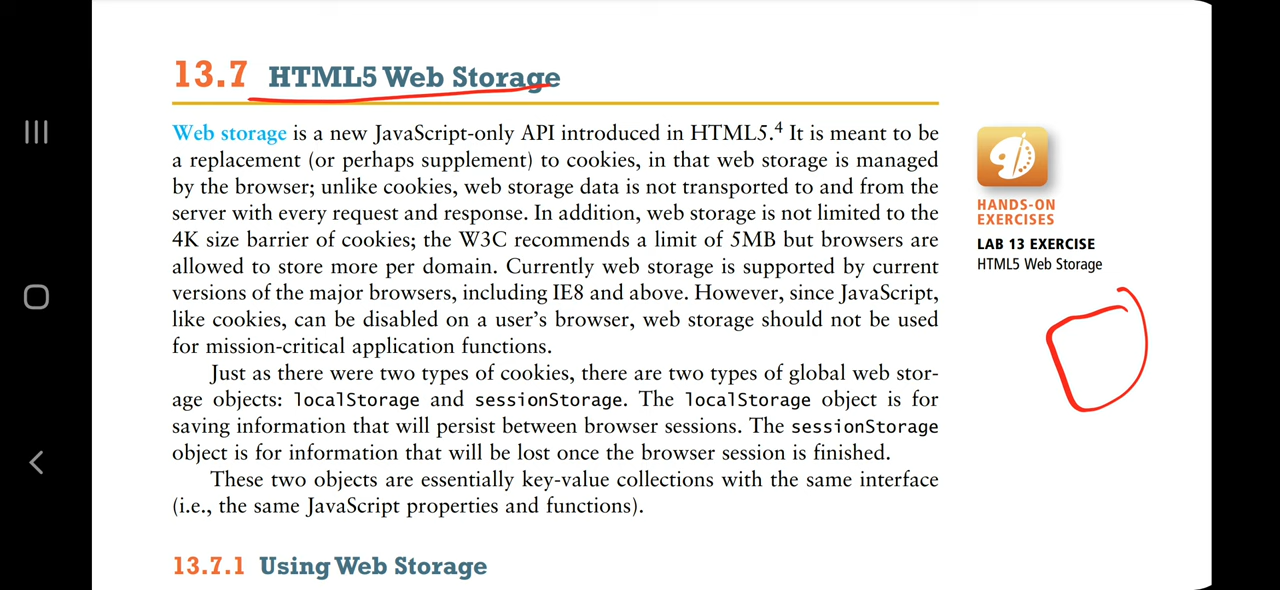 13.7 HTML5 Web Storage
Web storage is a new JavaScript-only API introduced in HTML5.4 It is meant to be
a replacement (or perhaps supplement) to cookies, in that web storage is managed
by the browser; unlike cookies, web storage data is not transported to and from the
server with every request and response. In addition, web storage is not limited to the
4K size barrier of cookies; the W3C recommends a limit of 5MB but browsers are
allowed to store more per domain. Currently web storage is supported by current
versions of the major browsers, including IE8 and above. However, since JavaScript,
like cookies, can be disabled on a user's browser, web storage should not be used
for mission-critical application functions.
Just as there were two types of cookies, there are two types of global web stor-
age objects: localStorage and sessionStorage. The localStorage object is for
saving information that will persist between browser sessions. The sessionStorage
object is for information that will be lost once the browser session is finished.
These two objects are essentially key-value collections with the same interface
(i.e., the same JavaScript properties and functions).
13.7.1 Using Web Storage
HANDS-ON
EXERCISES
LAB 13 EXERCISE
HTML5 Web Storage